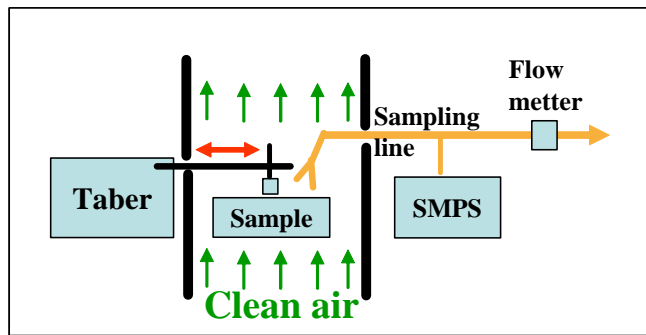 Flow
metter
Sampling
line
Taber
Sample
SMPS
Clean air